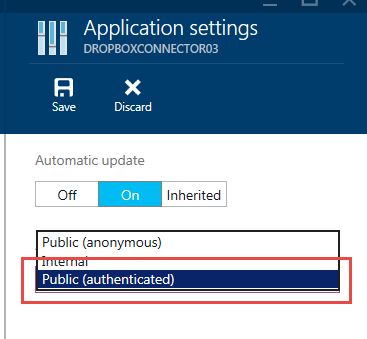 Application settings
DROPBOXCONNECTOR03
Save Discard
Automatic update
Off On Inherited
Public (anonymous)
Internal
Public (authenticated)